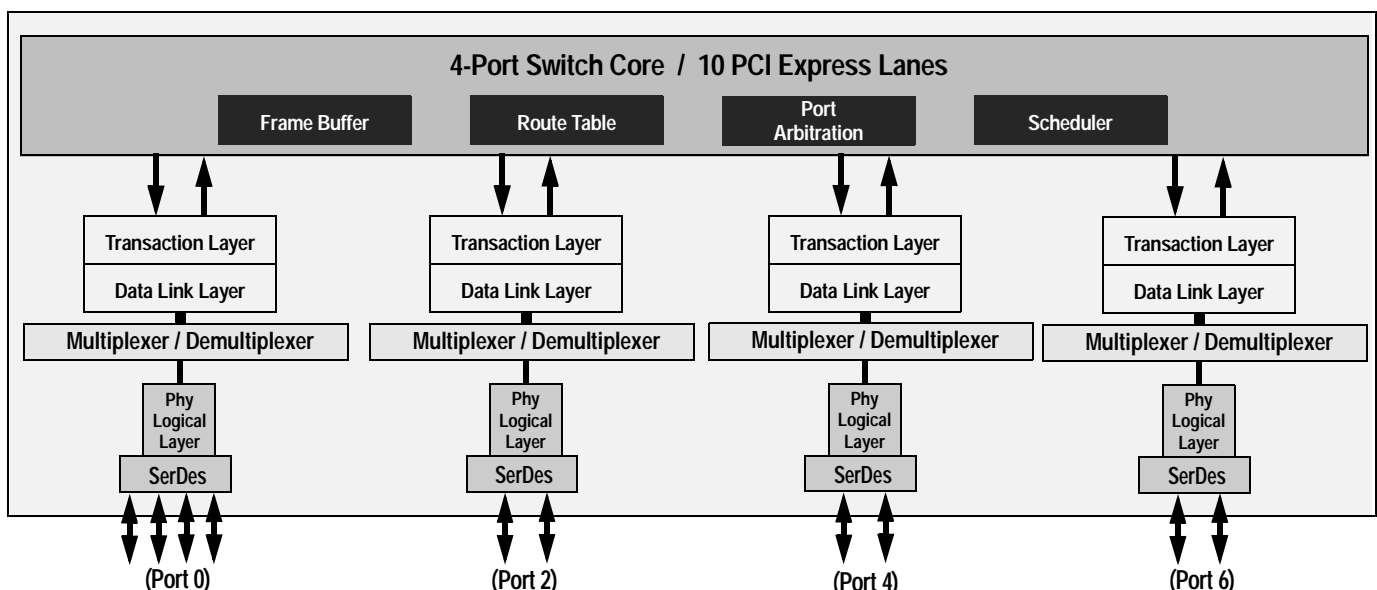 4-Port Switch Core / 10 PCI Express Lanes
Frame Buffer
Route Table
Port
Arbitration
Scheduler
Transaction Layer
Transaction Layer
Transaction Layer
Transaction Layer
Data Link Layer
Data Link Layer
Data Link Layer
Data Link Layer
Multiplexer / Demultiplexer
Multiplexer / Demultiplexer
Multiplexer / Demultiplexer
Multiplexer / Demultiplexer
Phy
Logical
Layer
Phy
Logical
Layer
Phy
Logical
Layer
Phy
Logical
Layer
SerDes
SerDes
SerDes
SerDes
(Port 0)
(Port 2)
(Port 4)
(Port 6)